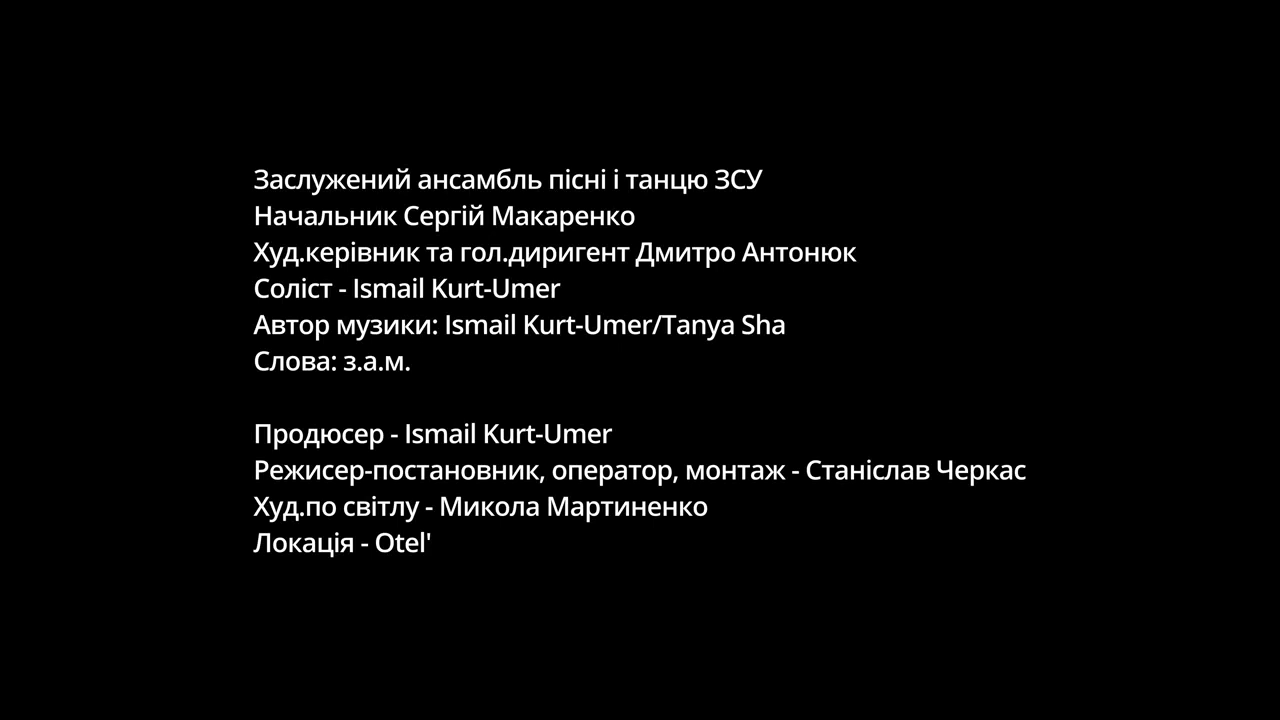 Заслужений ансамбль пісні і танцю ЗСУ
Начальник Сергій Макаренко
Худ.керівник та гол.диригент Дмитро Антонюк
Соліст - Ismail Kurt-Umer
Автор музики: Ismail Kurt-Umer/Tanya Sha
Слова: з.а.м.
Продюсер - Ismail Kurt-Umer
Режисер-постановник, оператор, монтаж - Станіслав Черкас
Худ.по світлу - Микола Мартиненко
Локація - Otel'